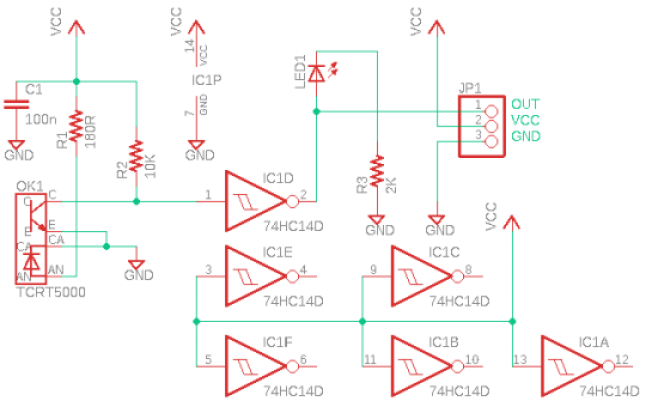 VCC
VCC
VCC
14
VCC
IC1P
7
GND
GND
C1
100n
GND
R1
180R
R2
10K
LED1
R3
2K
GND
JP1
1
2
3
OUT
VCC
GND
GND
OK1
C
C
E
E
CA
CA
AN
AN
TCRT5000
GND
1
IC1D
2
74HC14D
3
IC1E
4
74HC14D
9
IC1C
8
74HC14D
VCC
5
IC1F
6
74HC14D
11
IC1B
10
74HC14D
13
IC1A
12
74HC14D